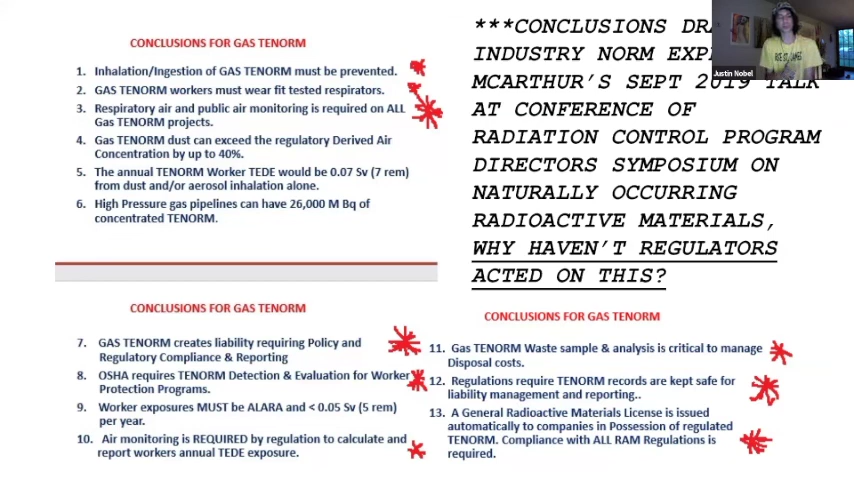 CONCLUSIONS FOR GAS TENORM
1. Inhalation/Ingestion of GAS TENORM must be prevented.
2. GAS TENORM workers must wear fit tested respirators.
3. Respiratory air and public air monitoring is required on ALL
Gas TENORM projects.
4. Gas TENORM dust can exceed the regulatory Derived Air
Concentration by up to 40%.
5. The annual TENORM Worker TEDE would be 0.07 Sv (7 rem)
from dust and/or aerosol inhalation alone.
6. High Pressure gas pipelines can have 26,000 M Bq of
concentrated TENORM.
***CONCLUSIONS
INDUSTRY NORM
MCARTHUR'S SEPT 2019 TALK
AT CONFERENCE OF
RADIATION CONTROL PROGRAM
DIRECTORS SYMPOSIUM ON
NATURALLY OCCURRING
RADIOACTIVE MATERIALS,
WHY HAVEN'T REGULATORS
ACTED ON THIS?
Justin Nobel
CONCLUSIONS FOR GAS TENORM
7. GAS TENORM creates liability requiring Policy and
Regulatory Compliance & Reporting
8. OSHA requires TENORM Detection & Evaluation for Worker
Protection Programs.
9. Worker exposures MUST be ALARA and < 0.05 Sv (5 rem)
per year.
10. Air monitoring is REQUIRED by regulation to calculate and
report workers annual TEDE exposure.
CONCLUSIONS FOR GAS TENORM
11. Gas TENORM Waste sample & analysis is critical to manage
Disposal costs.
12. Regulations require TENORM records are kept safe for
liability management and reporting..
13. A General Radioactive Materials License is issued
automatically to companies in Possession of regulated
TENORM. Compliance with ALL RAM Regulations is
required.